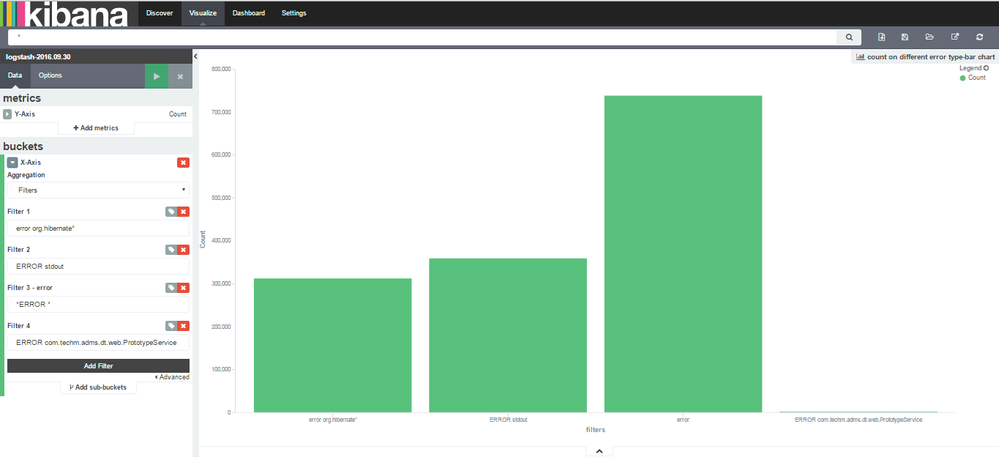 kibana
Discover
Visualize
Dashboard
Settings
*
logstash-2016.09.30
count on different error type-bar chart
Data
Options
Legend
Count
metrics
Y-Axis
Count
Add metrics
buckets
X-Axis
Aggregation
Filters
Filter 1
error org.hibernate*
Filter 2
ERROR stdout
Filter 3 - error
*ERROR *
Filter 4
ERROR com.techm.adms.dt.web.PrototypeService
Add Filter
Advanced
Add sub-buckets
800,000
700,000
600,000
500,000
400,000
300,000
200,000
100,000
0
Count
error org.hibernate*
ERROR stdout
error
ERROR com.techm.adms.dt.web.PrototypeService
filters